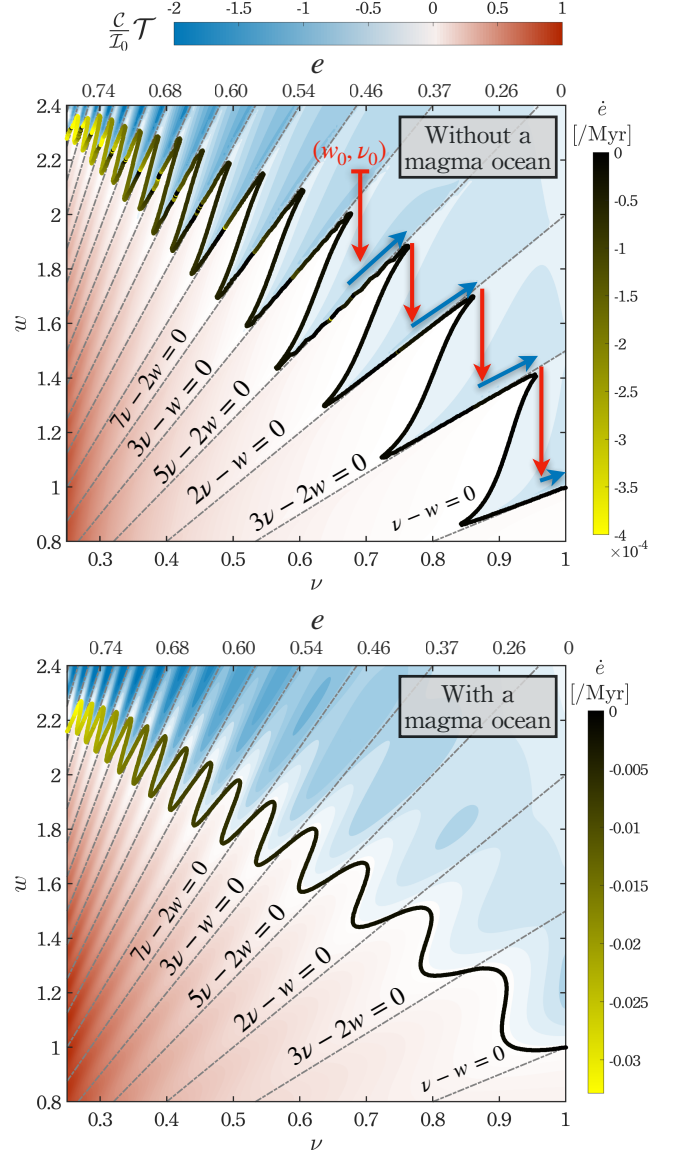 -2 -1.5 -1 -0.5 0 0.5 1
𝒞/ℐ₀ 𝒯
e
0.74 0.68 0.60 0.54 0.46 0.37 0.26 0
ė
[/Myr]
Without a
magma ocean
(w₀, ν₀)
2.4
2.2
2
1.8
1.6
1.4
1.2
1
0.8
w
7ν − 2w = 0
3ν − w = 0
5ν − 2w = 0
2ν − w = 0
3ν − 2w = 0
ν − w = 0
0.3 0.4 0.5 0.6 0.7 0.8 0.9 1
ν
0
-0.5
-1
-1.5
-2
-2.5
-3
-3.5
-4
×10⁻⁴
e
0.74 0.68 0.60 0.54 0.46 0.37 0.26 0
ė
[/Myr]
With a
magma ocean
2.4
2.2
2
1.8
1.6
1.4
1.2
1
0.8
w
7ν − 2w = 0
3ν − w = 0
5ν − 2w = 0
2ν − w = 0
3ν − 2w = 0
ν − w = 0
0.3 0.4 0.5 0.6 0.7 0.8 0.9 1
ν
0
-0.005
-0.01
-0.015
-0.02
-0.025
-0.03